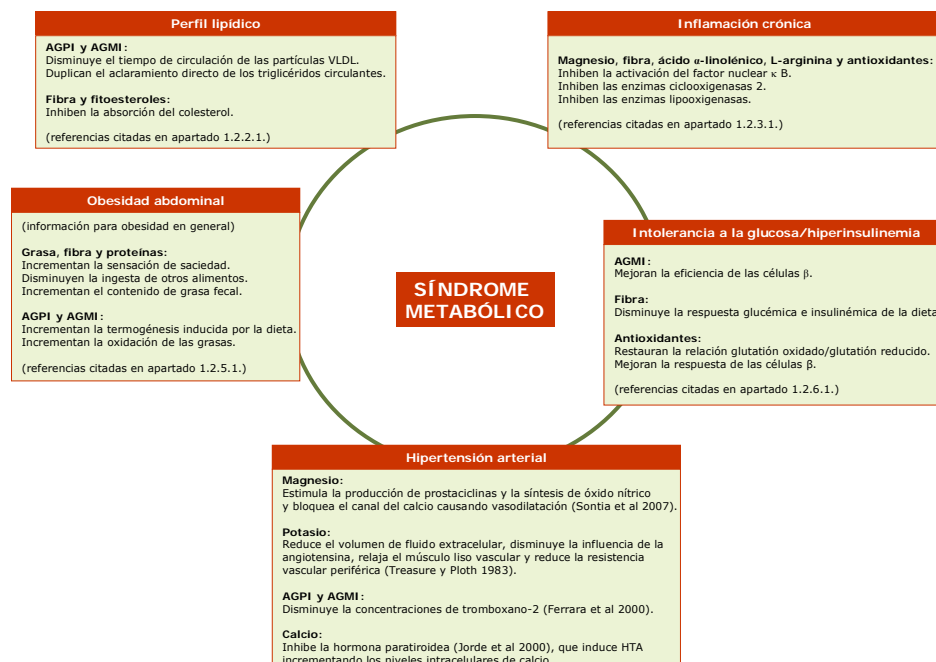 Perfil lipídico
AGPI y AGMI:
Disminuye el tiempo de circulación de las partículas VLDL.
Duplican el aclaramiento directo de los triglicéridos circulantes.
Fibra y fitoesteroles:
Inhiben la absorción del colesterol.
(referencias citadas en apartado 1.2.2.1.)
Inflamación crónica
Magnesio, fibra, ácido α-linolénico, L-arginina y antioxidantes:
Inhiben la activación del factor nuclear κ B.
Inhiben las enzimas ciclooxigenasas 2.
Inhiben las enzimas lipooxigenasas.
(referencias citadas en apartado 1.2.3.1.)
Obesidad abdominal
(información para obesidad en general)
Grasa, fibra y proteínas:
Incrementan la sensación de saciedad.
Disminuyen la ingesta de otros alimentos.
Incrementan el contenido de grasa fecal.
AGPI y AGMI:
Incrementan la termogénesis inducida por la dieta.
Incrementan la oxidación de las grasas.
(referencias citadas en apartado 1.2.5.1.)
SÍNDROME
METABÓLICO
Intolerancia a la glucosa/hiperinsulinemia
AGMI:
Mejoran la eficiencia de las células β.
Fibra:
Disminuye la respuesta glucémica e insulinémica de la dieta
Antioxidantes:
Restauran la relación glutatión oxidado/glutatión reducido.
Mejoran la respuesta de las células β.
(referencias citadas en apartado 1.2.6.1.)
Hipertensión arterial
Magnesio:
Estimula la producción de prostaciclinas y la síntesis de óxido nítrico
y bloquea el canal del calcio causando vasodilatación (Sontia et al 2007).
Potasio:
Reduce el volumen de fluido extracelular, disminuye la influencia de la
angiotensina, relaja el músculo liso vascular y reduce la resistencia
vascular periférica (Treasure y Ploth 1983).
AGPI y AGMI:
Disminuye la concentraciones de tromboxano-2 (Ferrara et al 2000).
Calcio:
Inhibe la hormona paratiroidea (Jorde et al 2000), que induce HTA
incrementando los niveles intracelulares de calcio